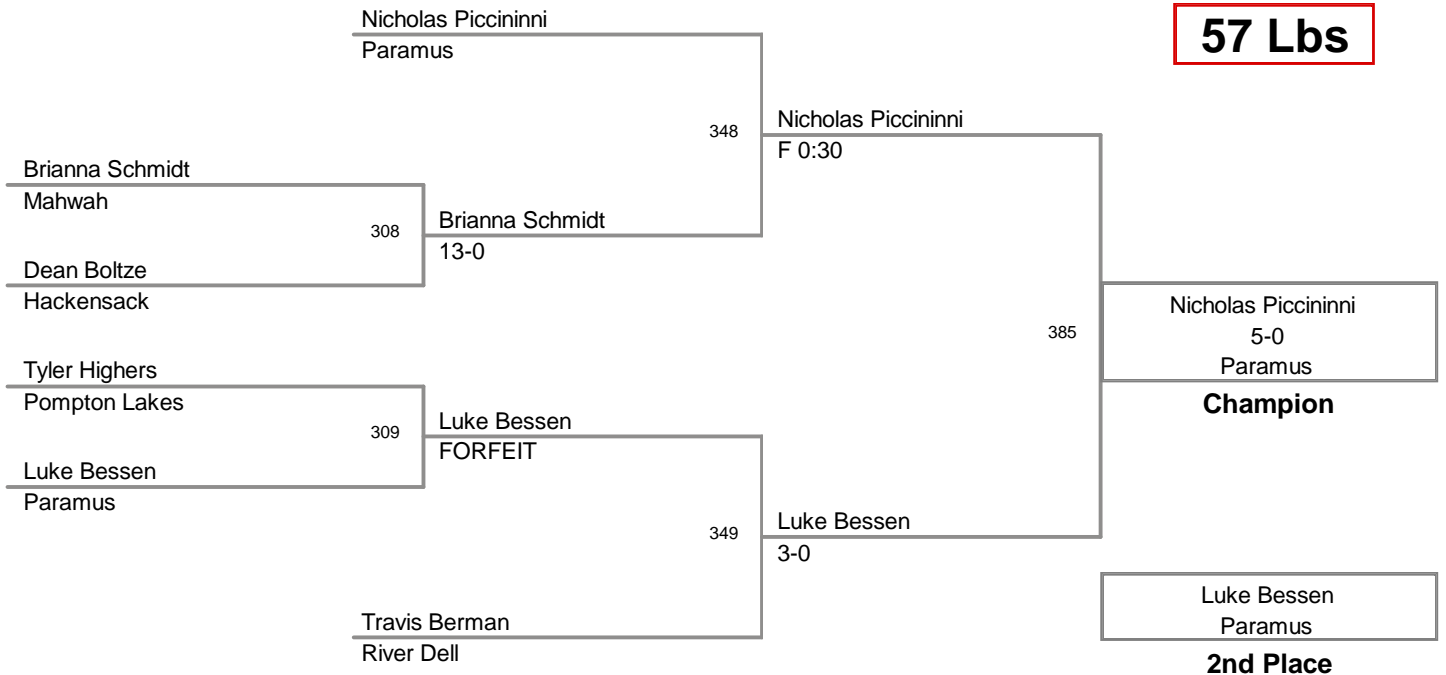 Nicholas Piccininni
Paramus
57 Lbs
348
Nicholas Piccininni
F 0:30
Brianna Schmidt
Mahwah
308
Brianna Schmidt
13-0
Dean Boltze
Hackensack
385
Nicholas Piccininni
5-0
Paramus
Champion
Tyler Highers
Pompton Lakes
309
Luke Bessen
FORFEIT
Luke Bessen
Paramus
349
Luke Bessen
3-0
Travis Berman
River Dell
Luke Bessen
Paramus
2nd Place